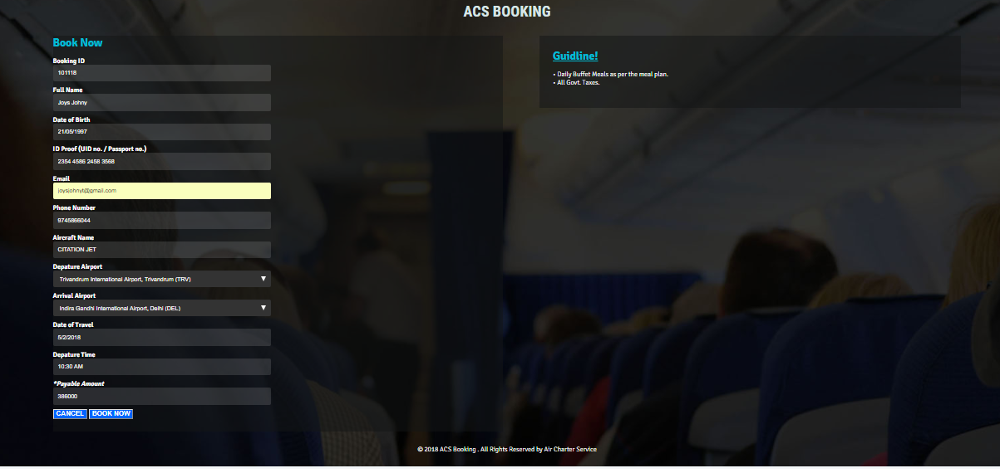 ACS BOOKING
Book Now
Booking ID
101118
Full Name
Joys Johny
Date of Birth
21/05/1997
ID Proof (UID no. / Passport no.)
2354 4586 2458 3568
Email
joysjohnyt@gmail.com
Phone Number
9745866044
Aircraft Name
CITATION JET
Depature Airport
Trivandrum International Airport, Trivandrum (TRV)
Arrival Airport
Indira Gandhi International Airport, Delhi (DEL)
Date of Travel
5/2/2018
Depature Time
10:30 AM
*Payable Amount
386000
CANCEL BOOK NOW
Guidline!
• Daily Buffet Meals as per the meal plan.
• All Govt. Taxes.
© 2018 ACS Booking . All Rights Reserved by Air Charter Service